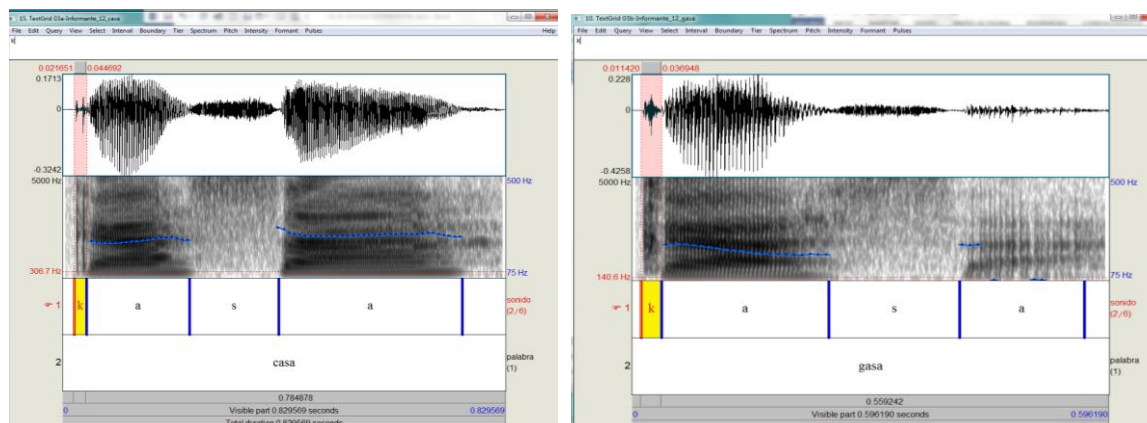 15. TextGrid 03a-Informante_12_casa
File Edit Query View Select Interval Boundary Tier Spectrum Pitch Intensity Formant Pulses Help
k
0.021651 0.044692
0.1713
0
-0.3242
5000 Hz 500 Hz
306.7 Hz 75 Hz
1 k a s a sonido
(2/6)
2 casa palabra
(1)
0.784878
0 Visible part 0.829569 seconds 0.829569
Total duration 0.829569 seconds
10. TextGrid 03b-Informante_12_gasa
File Edit Query View Select Interval Boundary Tier Spectrum Pitch Intensity Formant Pulses
k
0.011420 0.036948
0.228
0
-0.4258
5000 Hz 500 Hz
140.6 Hz 75 Hz
1 k a s a sonido
(2/6)
2 gasa palabra
(1)
0.559242
0 Visible part 0.596190 seconds 0.596190